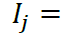 I_j =